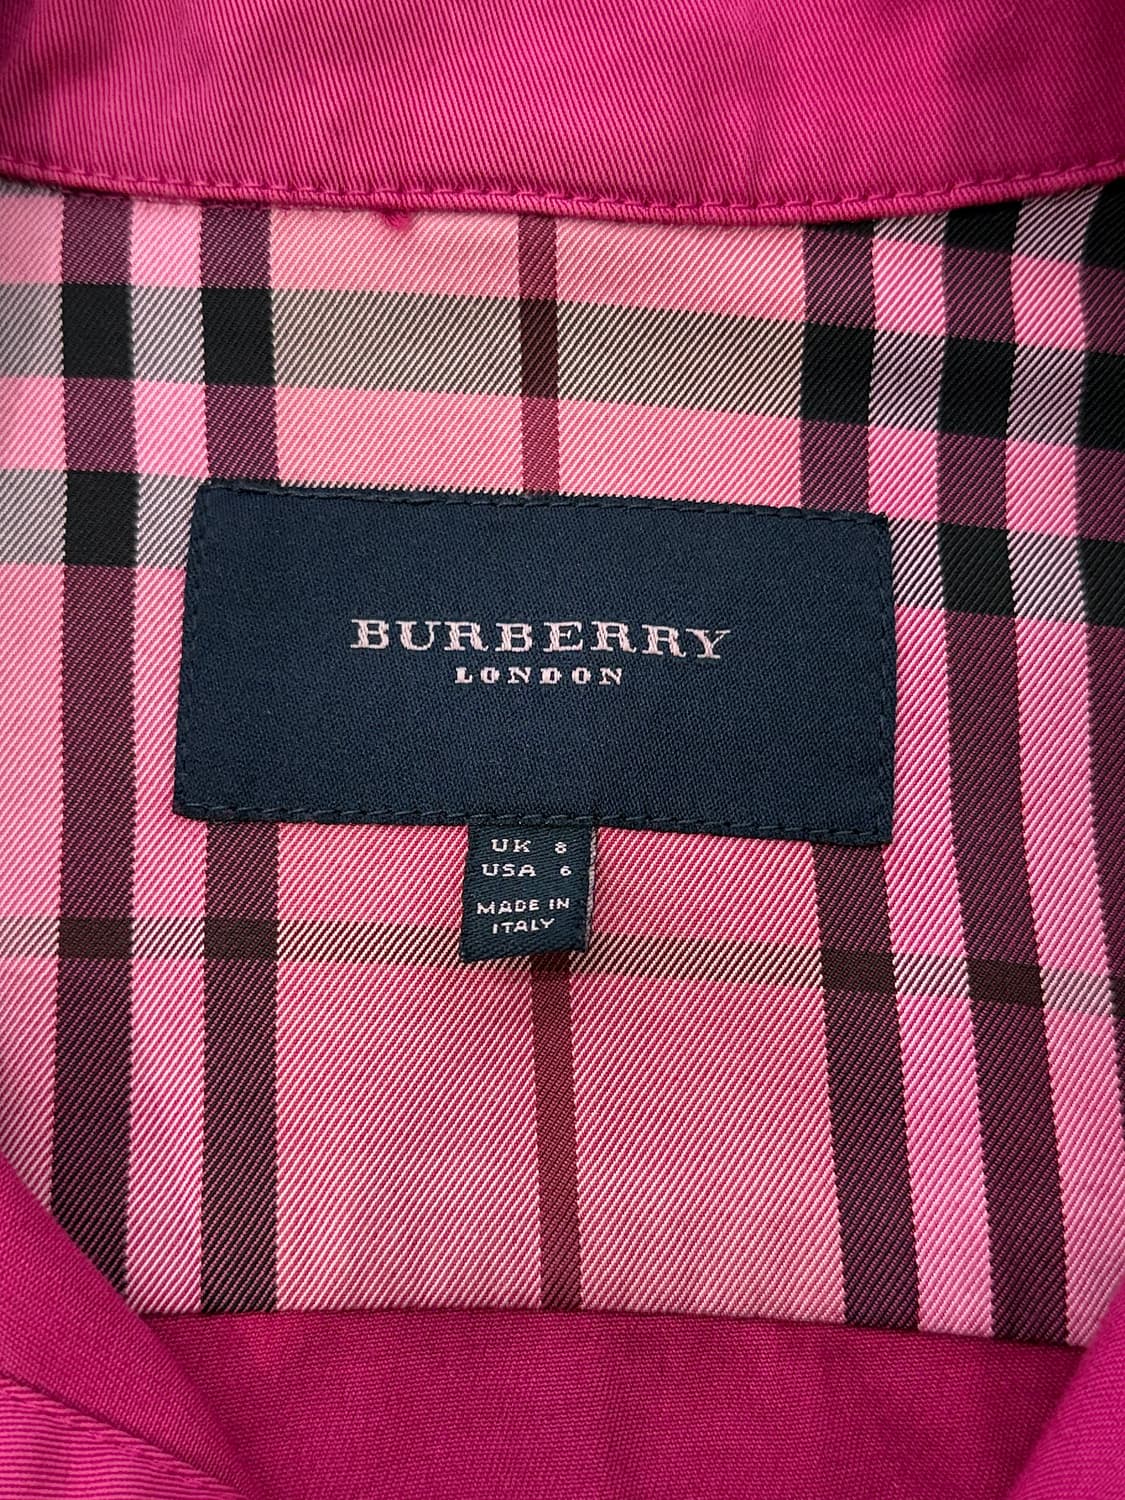 BURBERRY
LONDON
UK 8
USA 6
MADE IN
ITALY